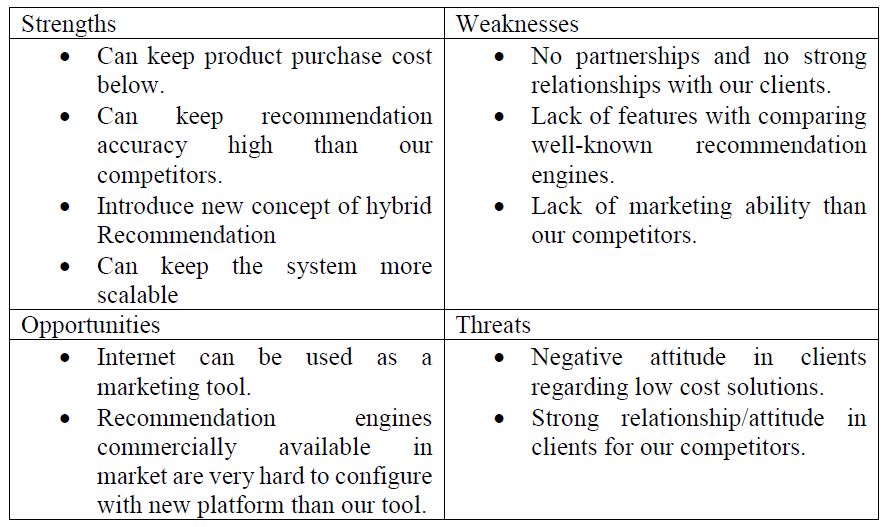 Strengths
• Can keep product purchase cost
below.
• Can keep recommendation
accuracy high than our
competitors.
• Introduce new concept of hybrid
Recommendation
• Can keep the system more
scalable
Weaknesses
• No partnerships and no strong
relationships with our clients.
• Lack of features with comparing
well-known recommendation
engines.
• Lack of marketing ability than
our competitors.
Opportunities
• Internet can be used as a
marketing tool.
• Recommendation engines
commercially available in
market are very hard to configure
with new platform than our tool.
Threats
• Negative attitude in clients
regarding low cost solutions.
• Strong relationship/attitude in
clients for our competitors.